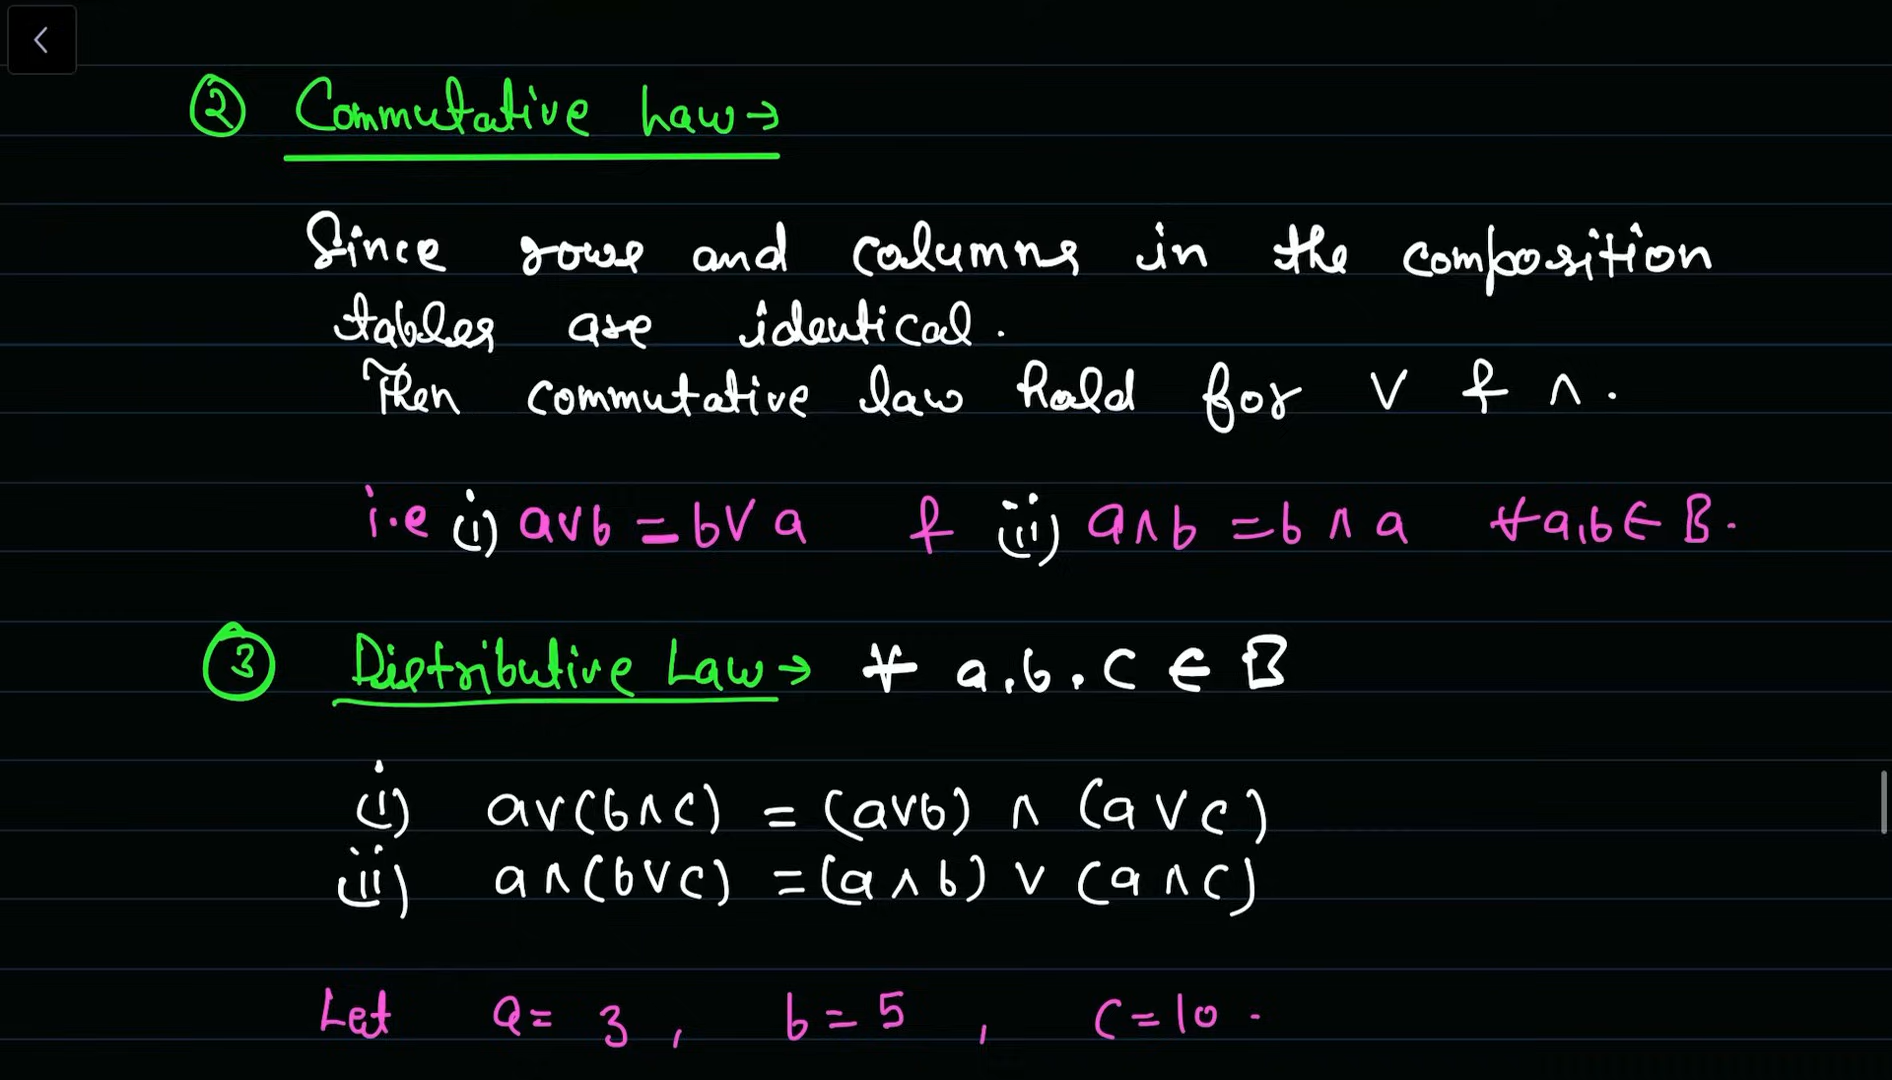 ② Commutative Law→
Since rows and columns in the composition
tables are identical.
Then commutative law hold for ∨ & ∧.
i.e (i) a∨b = b∨a & (ii) a∧b = b∧a ∀a,b∈ B.
③ Distributive Law→ ∀ a,b,c ∈ B
(i) a∨(b∧c) = (a∨b) ∧ (a∨c)
(ii) a∧(b∨c) = (a∧b) ∨ (a∧c)
Let a= 3 , b=5 , c=10.